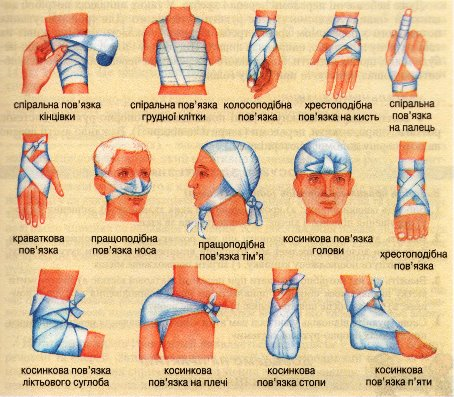 спіральна пов'язка
кінцівки
спіральна пов'язка
грудної клітки
колосоподібна
пов'язка
хрестоподібна
пов'язка на кисть
спіральна
пов'язка
на палець
краваткова
пов'язка
пращоподібна
пов'язка носа
пращоподібна
пов'язка тім'я
косинкова пов'язка
голови
хрестоподібна
пов'язка
косинкова пов'язка
ліктьового суглоба
косинкова
пов'язка на плечі
косинкова
пов'язка стопи
косинкова
пов'язка п'яти